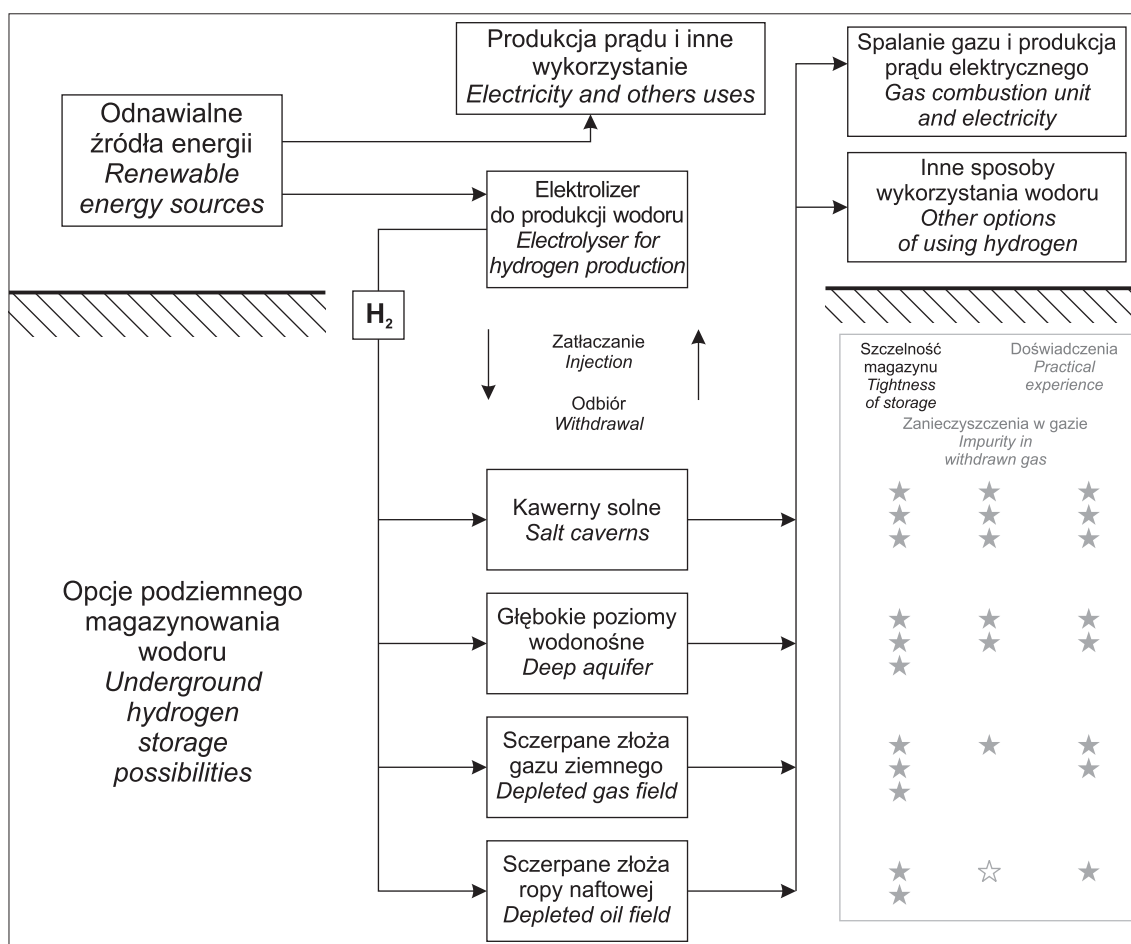 Produkcja prądu i inne
wykorzystanie
Electricity and others uses
Spalanie gazu i produkcja
prądu elektrycznego
Gas combustion unit
and electricity
Odnawialne
źródła energii
Renewable
energy sources
Elektrolizer
do produkcji wodoru
Electrolyser for
hydrogen production
Inne sposoby
wykorzystania wodoru
Other options
of using hydrogen
H₂
Zatłaczanie
Injection
Odbiór
Withdrawal
Szczelność
magazynu
Tightness
of storage
Doświadczenia
Practical
experience
Zanieczyszczenia w gazie
Impurity in
withdrawn gas
Opcje podziemnego
magazynowania
wodoru
Underground
hydrogen
storage
possibilities
Kawerny solne
Salt caverns
Głębokie poziomy
wodonośne
Deep aquifer
Sczerpane złoża
gazu ziemnego
Depleted gas field
Sczerpane złoża
ropy naftowej
Depleted oil field